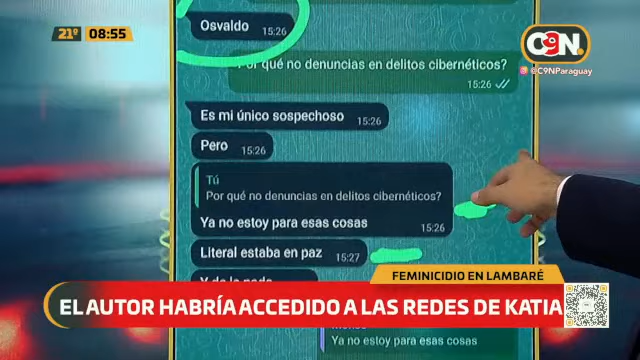 21°
08:55
C9N
@C9NParaguay
Osvaldo
15:26
Por qué no denuncias en delitos cibernéticos?
15:26
Es mi único sospechoso
15:26
Pero
15:26
Tú
Por qué no denuncias en delitos cibernéticos?
Ya no estoy para esas cosas
15:26
Literal estaba en paz
15:27
Y de la nada
FEMINICIDIO EN LAMBARÉ
EL AUTOR HABRÍA ACCEDIDO A LAS REDES DE KATIA
Ya no estoy para esas cosas